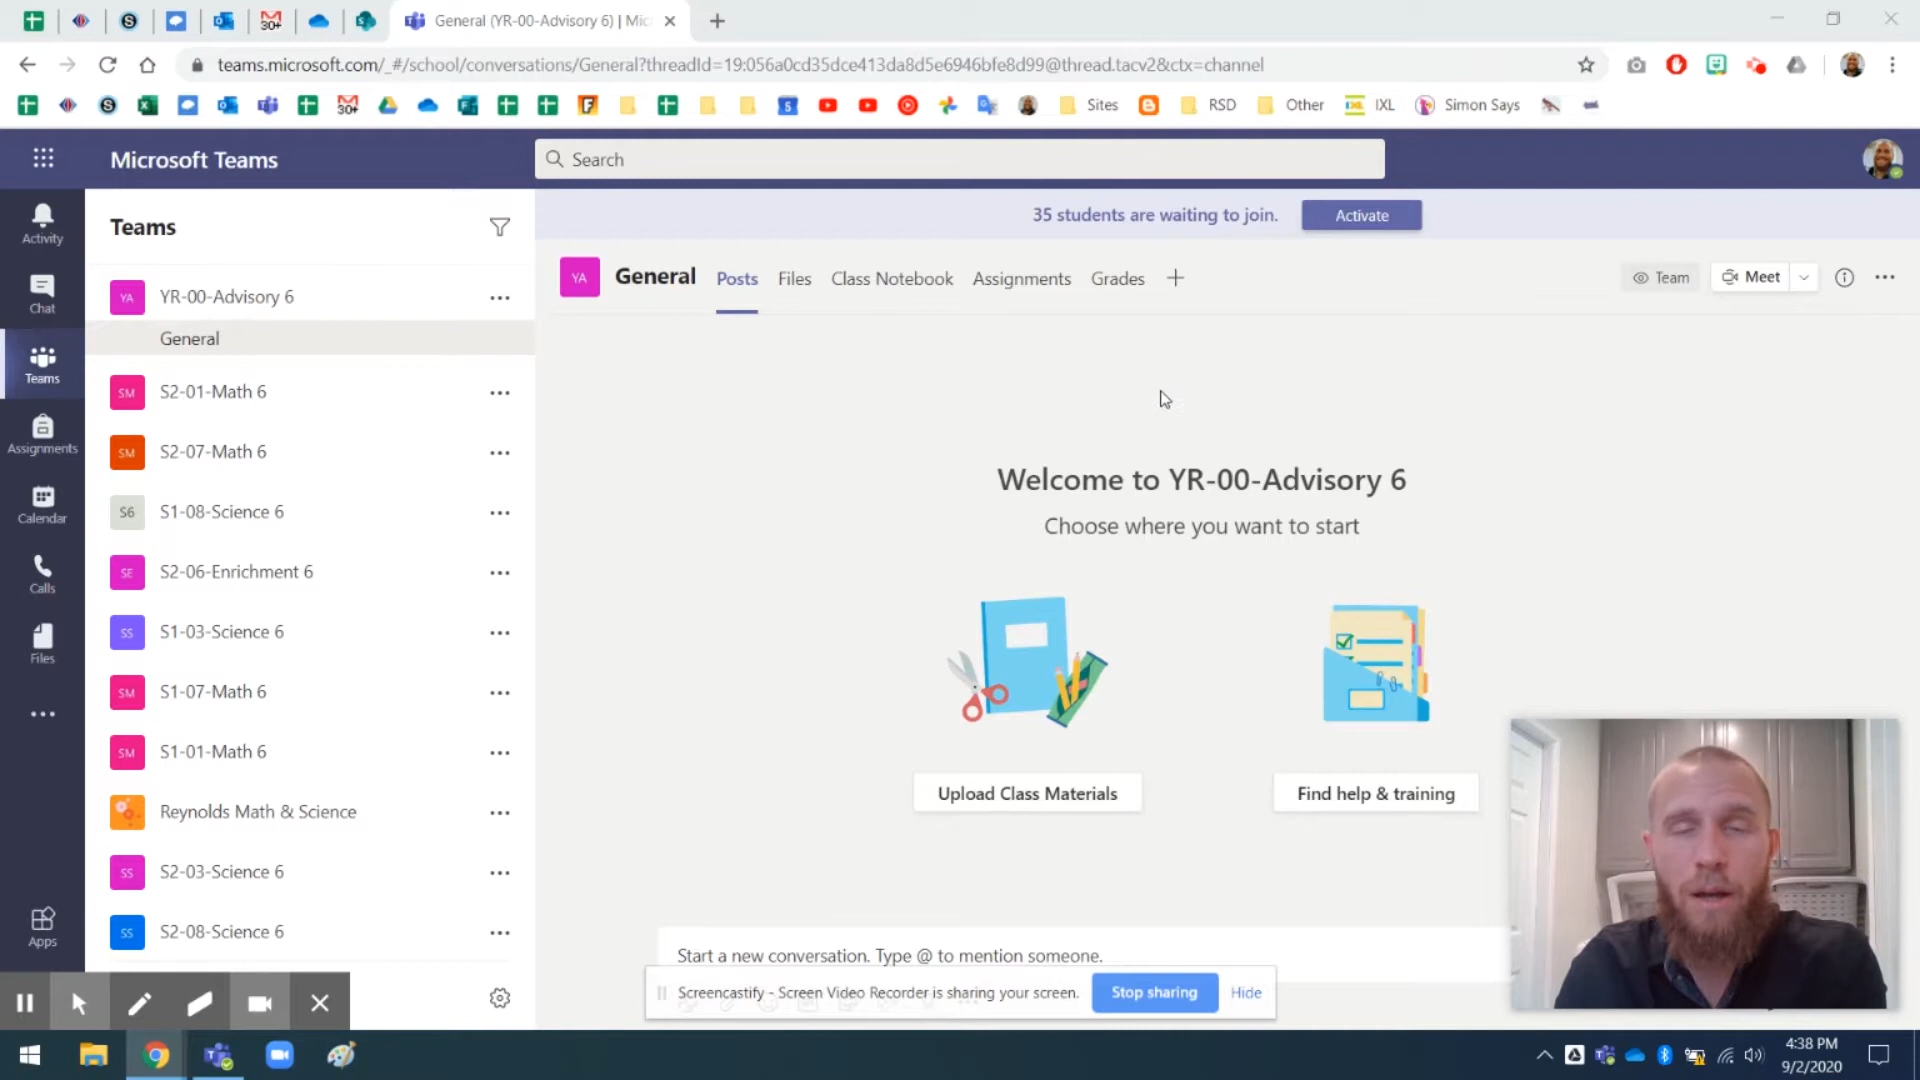 General (YR-00-Advisory 6) | Mic
30+
teams.microsoft.com/_#/school/conversations/General?threadId=19:056a0cd35dce413da8d5e6946bfe8d99@thread.tacv2&ctx=channel
30+
Sites
RSD
Other
IXL
Simon Says
Microsoft Teams
Search
Activity
Chat
Teams
Assignments
Calendar
Calls
Files
Apps
Teams
YA YR-00-Advisory 6
General
SM S2-01-Math 6
SM S2-07-Math 6
S6 S1-08-Science 6
SE S2-06-Enrichment 6
SS S1-03-Science 6
SM S1-07-Math 6
SM S1-01-Math 6
Reynolds Math & Science
SS S2-03-Science 6
SS S2-08-Science 6
35 students are waiting to join.
Activate
YA General Posts Files Class Notebook Assignments Grades
Team
Meet
Welcome to YR-00-Advisory 6
Choose where you want to start
Upload Class Materials
Find help & training
Start a new conversation. Type @ to mention someone.
Screencastify - Screen Video Recorder is sharing your screen.
Stop sharing
Hide
4:38 PM
9/2/2020